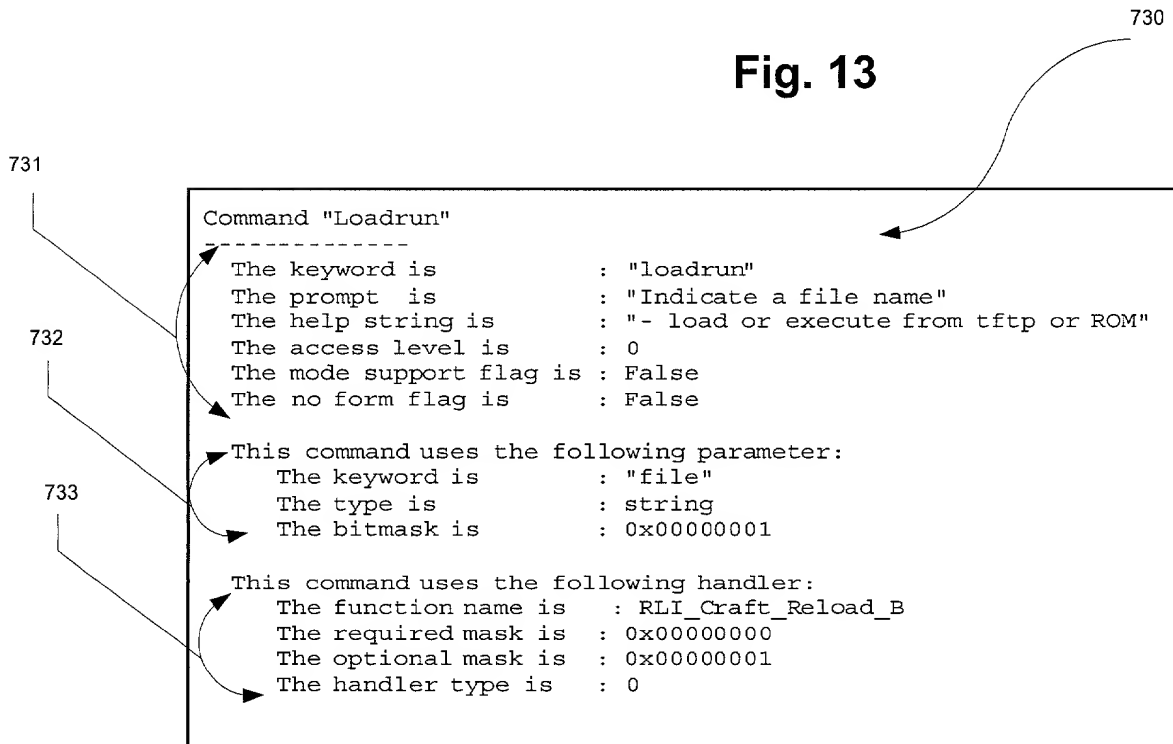 730
Fig. 13
731
Command "Loadrun"
--------------
The keyword is : "loadrun"
The prompt is : "Indicate a file name"
The help string is : "- load or execute from tftp or ROM"
732
The access level is : 0
The mode support flag is : False
The no form flag is : False
This command uses the following parameter:
The keyword is : "file"
733
The type is : string
The bitmask is : 0x00000001
This command uses the following handler:
The function name is : RLI_Craft_Reload_B
The required mask is : 0x00000000
The optional mask is : 0x00000001
The handler type is : 0